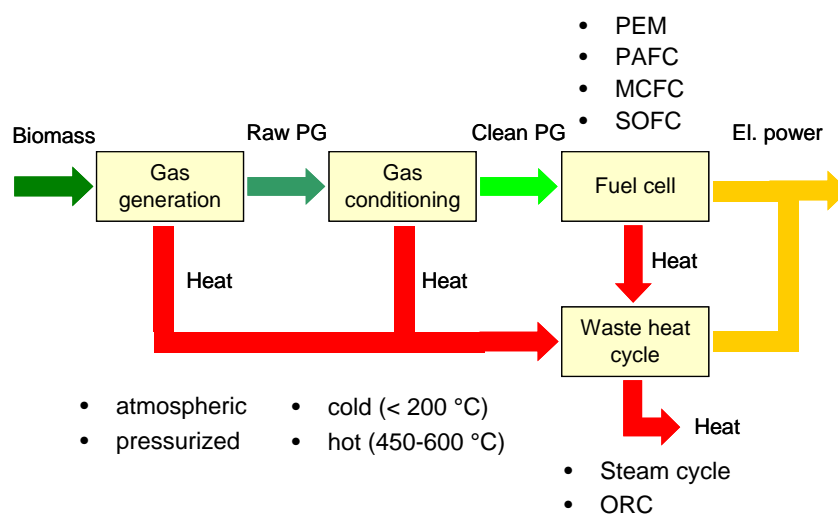 • PEM
• PAFC
• MCFC
• SOFC
Biomass
Raw PG
Clean PG
El. power
Gas
generation
Gas
conditioning
Fuel cell
Heat
Heat
Heat
Waste heat
cycle
• atmospheric
• pressurized
• cold (< 200 °C)
• hot (450-600 °C)
Heat
• Steam cycle
• ORC